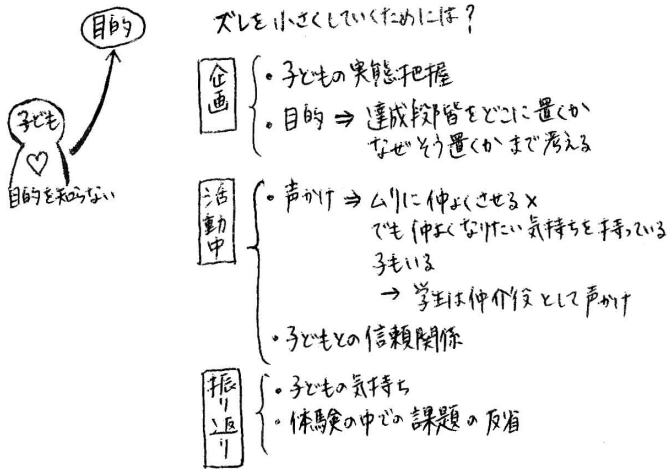 目的
子ども
目的を知らない
ズレを小さくしていくためには?
企画
・子どもの実態把握
・目的 ⇒ 達成段階をどこに置くか
なぜそう置くかまで考える
活動中
・声かけ ⇒ ムリに仲よくさせる×
でも仲よくなりたい気持ちを持っている
子もいる
→ 学生は仲介役として声かけ
・子どもとの信頼関係
振り返り
・子どもの気持ち
・体験の中での課題の反省